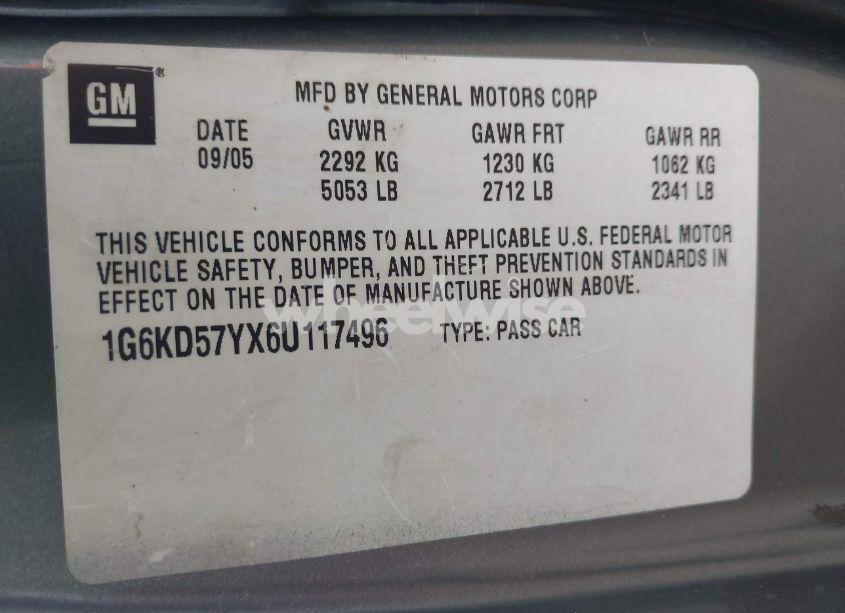 GM®
MFD BY GENERAL MOTORS CORP
DATE GVWR GAWR FRT GAWR RR
09/05 2292 KG 1230 KG 1062 KG
5053 LB 2712 LB 2341 LB
THIS VEHICLE CONFORMS TO ALL APPLICABLE U.S. FEDERAL MOTOR
VEHICLE SAFETY, BUMPER, AND THEFT PREVENTION STANDARDS IN
EFFECT ON THE DATE OF MANUFACTURE SHOWN ABOVE.
wheelwise
1G6KD57YX6U117496 TYPE: PASS CAR